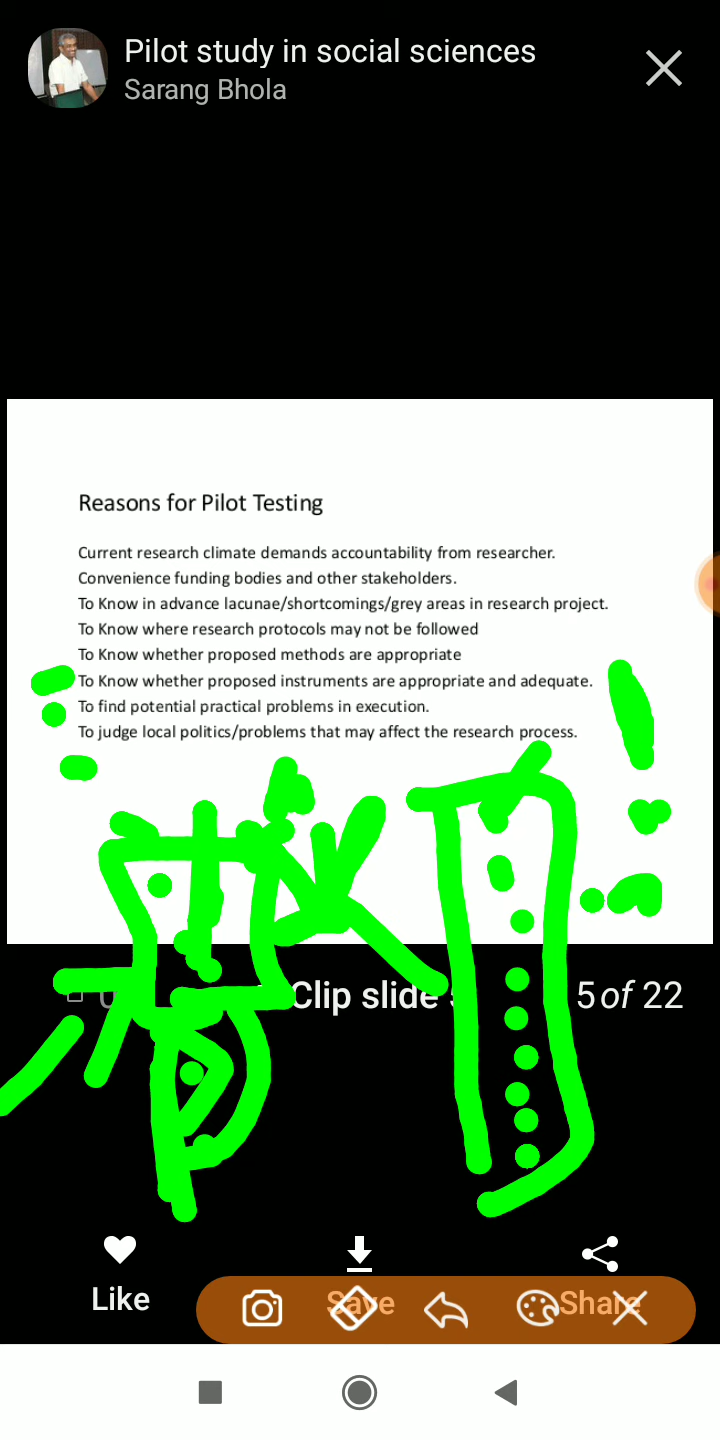 Pilot study in social sciences
Sarang Bhola
Reasons for Pilot Testing
Current research climate demands accountability from researcher.
Convenience funding bodies and other stakeholders.
To Know in advance lacunae/shortcomings/grey areas in research project.
To Know where research protocols may not be followed
To Know whether proposed methods are appropriate
To Know whether proposed instruments are appropriate and adequate.
To find potential practical problems in execution.
To judge local politics/problems that may affect the research process.
Clip slide
5 of 22
Like
Save
Share